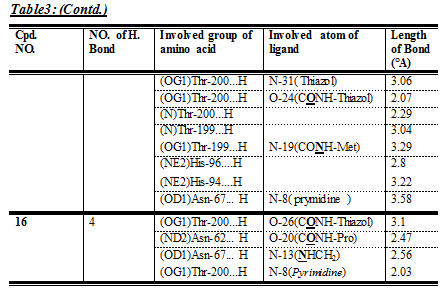 Table3: (Contd.)
Cpd. NO. NO. of H. Bond Involved group of amino acid Involved atom of ligand Length of Bond (°A)
(OG1)Thr-200...H N-31(Thiazol) 3.06
(OG1)Thr-200...H O-24(CONH-Thiazol) 2.07
(N)Thr-200...H 2.29
(N)Thr-199...H 3.04
(OG1)Thr-199...H N-19(CONH-Met) 3.29
(NE2)His-96....H 2.8
(NE2)His-94....H 3.22
(OD1)Asn-67... H N-8(prymidine ) 3.58
16 4 (OG1)Thr-200...H O-26(CONH-Thiazol) 3.1
(ND2)Asn-62... H O-20(CONH-Pro) 2.47
(OD1)Asn-67... H N-13(NHCH2) 2.56
(OG1)Thr-200...H N-8(Pyrimidine) 2.03